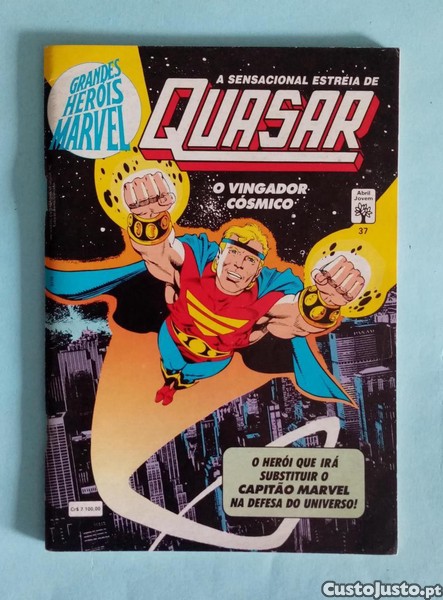 GRANDES
HERÓIS
MARVEL
A SENSACIONAL ESTRÉIA DE
QUASAR
O VINGADOR
CÓSMICO
Abril
Jovem
37
O HERÓI QUE IRÁ
SUBSTITUIR O
CAPITÃO MARVEL
NA DEFESA DO UNIVERSO!
CustoJusto.pt